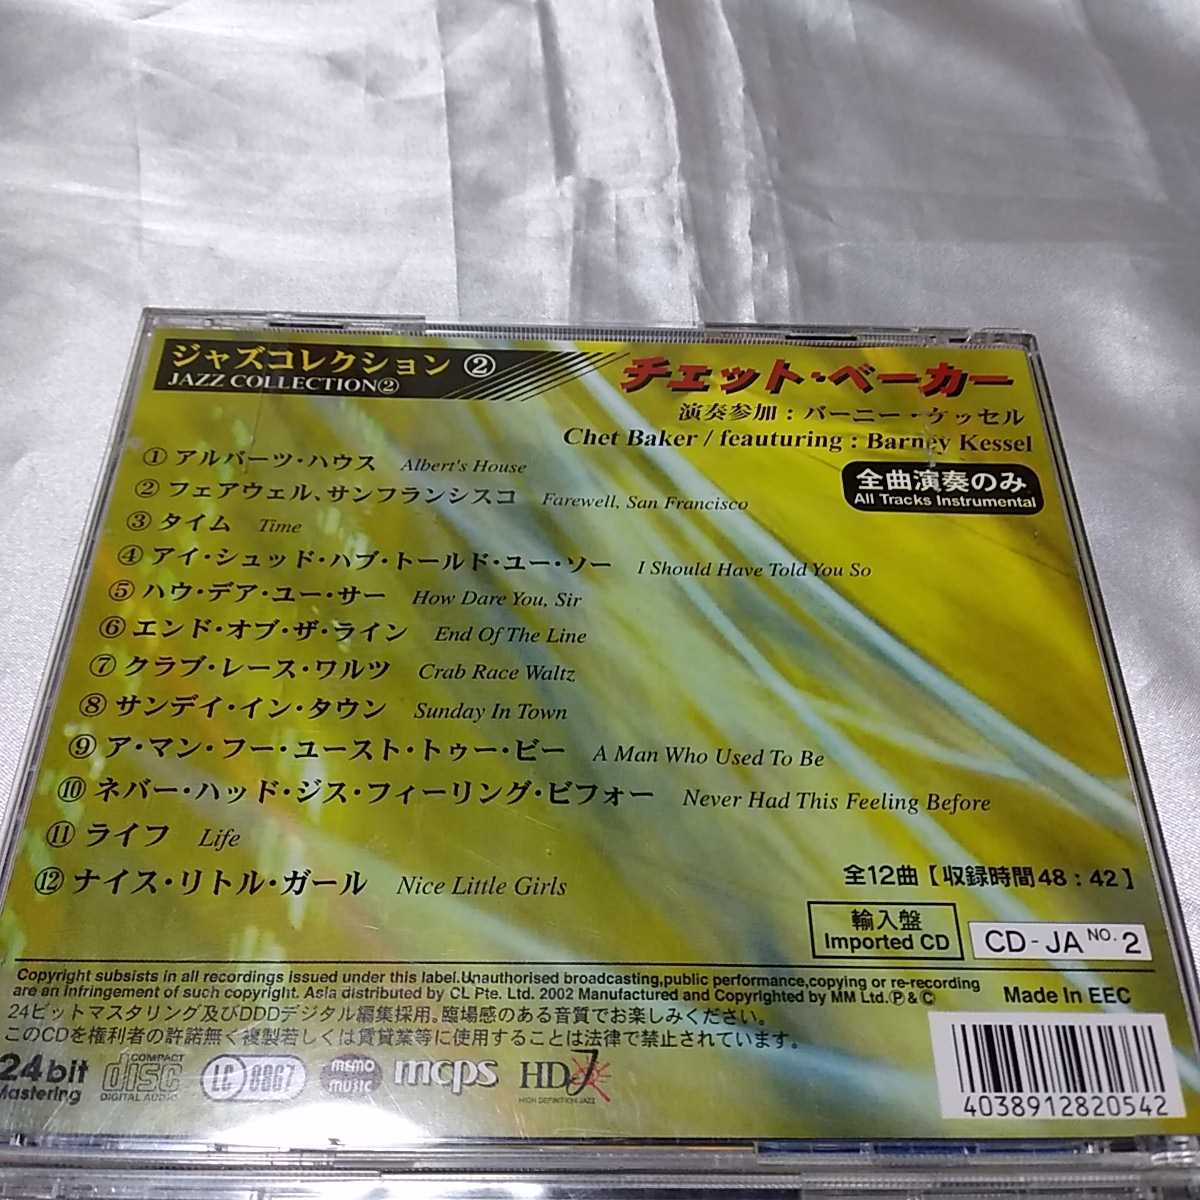 ジャズコレクション②
JAZZ COLLECTION②
チェット・ベーカー
演奏参加：バーニー・ケッセル
Chet Baker / feauturing : Barney Kessel
全曲演奏のみ
All Tracks Instrumental
① アルバーツ・ハウス Albert's House
② フェアウェル、サンフランシスコ Farewell, San Francisco
③ タイム Time
④ アイ・シュッド・ハブ・トールド・ユー・ソー I Should Have Told You So
⑤ ハウ・デア・ユー・サー How Dare You, Sir
⑥ エンド・オブ・ザ・ライン End Of The Line
⑦ クラブ・レース・ワルツ Crab Race Waltz
⑧ サンデイ・イン・タウン Sunday In Town
⑨ ア・マン・フー・ユースト・トゥー・ビー A Man Who Used To Be
⑩ ネバー・ハッド・ジス・フィーリング・ビフォー Never Had This Feeling Before
⑪ ライフ Life
⑫ ナイス・リトル・ガール Nice Little Girls
全12曲【収録時間48：42】
輸入盤
Imported CD
CD-JA NO. 2
Copyright subsists in all recordings issued under this label.Unauthorised broadcasting,public performance,copying or re-recording
are an infringement of such copyright. Asia distributed by CL Pte. Ltd. 2002 Manufactured and Copyrighted by MM Ltd.Ⓟ&Ⓒ
Made In EEC
24ビットマスタリング及びDDDデジタル編集採用。臨場感のある音質でお楽しみください。
このCDを権利者の許諾無く複製若しくは賃貸業等に使用することは法律で禁止されています。
24bit
Mastering
COMPACT
disc
DIGITAL AUDIO
LC 8867
MEMO
MUSIC
mcps
HDJ
HIGH DEFINITION JAZZ
4038912820542